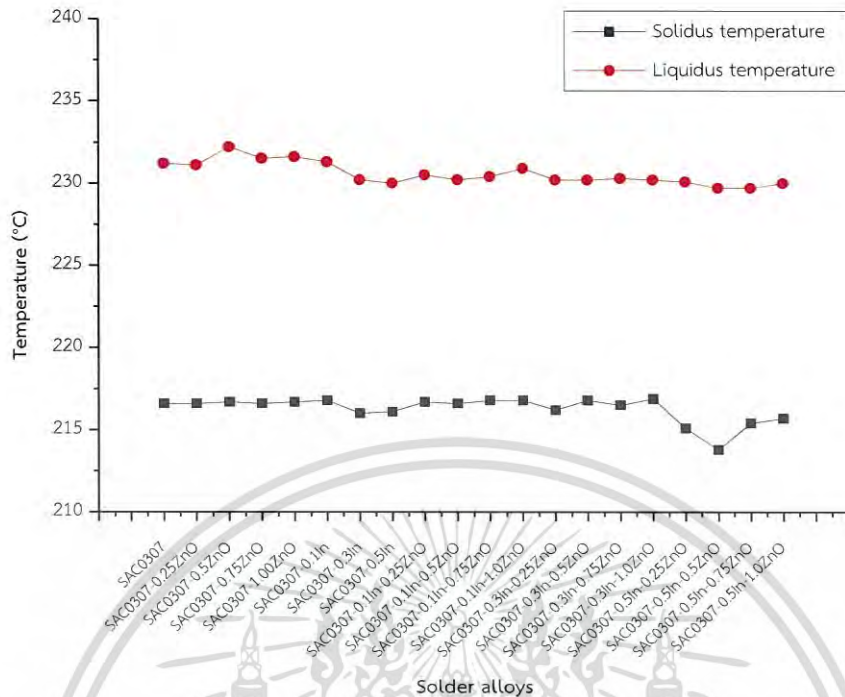 Solidus temperature
Liquidus temperature
Temperature (°C)
240
235
230
225
220
215
210
SAC0307
SAC0307-0.25ZnO
SAC0307-0.5ZnO
SAC0307-0.75ZnO
SAC0307-1.00ZnO
SAC0307-0.1In
SAC0307-0.3In
SAC0307-0.5In
SAC0307-0.1In-0.25ZnO
SAC0307-0.1In-0.5ZnO
SAC0307-0.1In-0.75ZnO
SAC0307-0.1In-1.0ZnO
SAC0307-0.3In-0.25ZnO
SAC0307-0.3In-0.5ZnO
SAC0307-0.3In-0.75ZnO
SAC0307-0.3In-1.0ZnO
SAC0307-0.5In-0.25ZnO
SAC0307-0.5In-0.5ZnO
SAC0307-0.5In-0.75ZnO
SAC0307-0.5In-1.0ZnO
Solder alloys